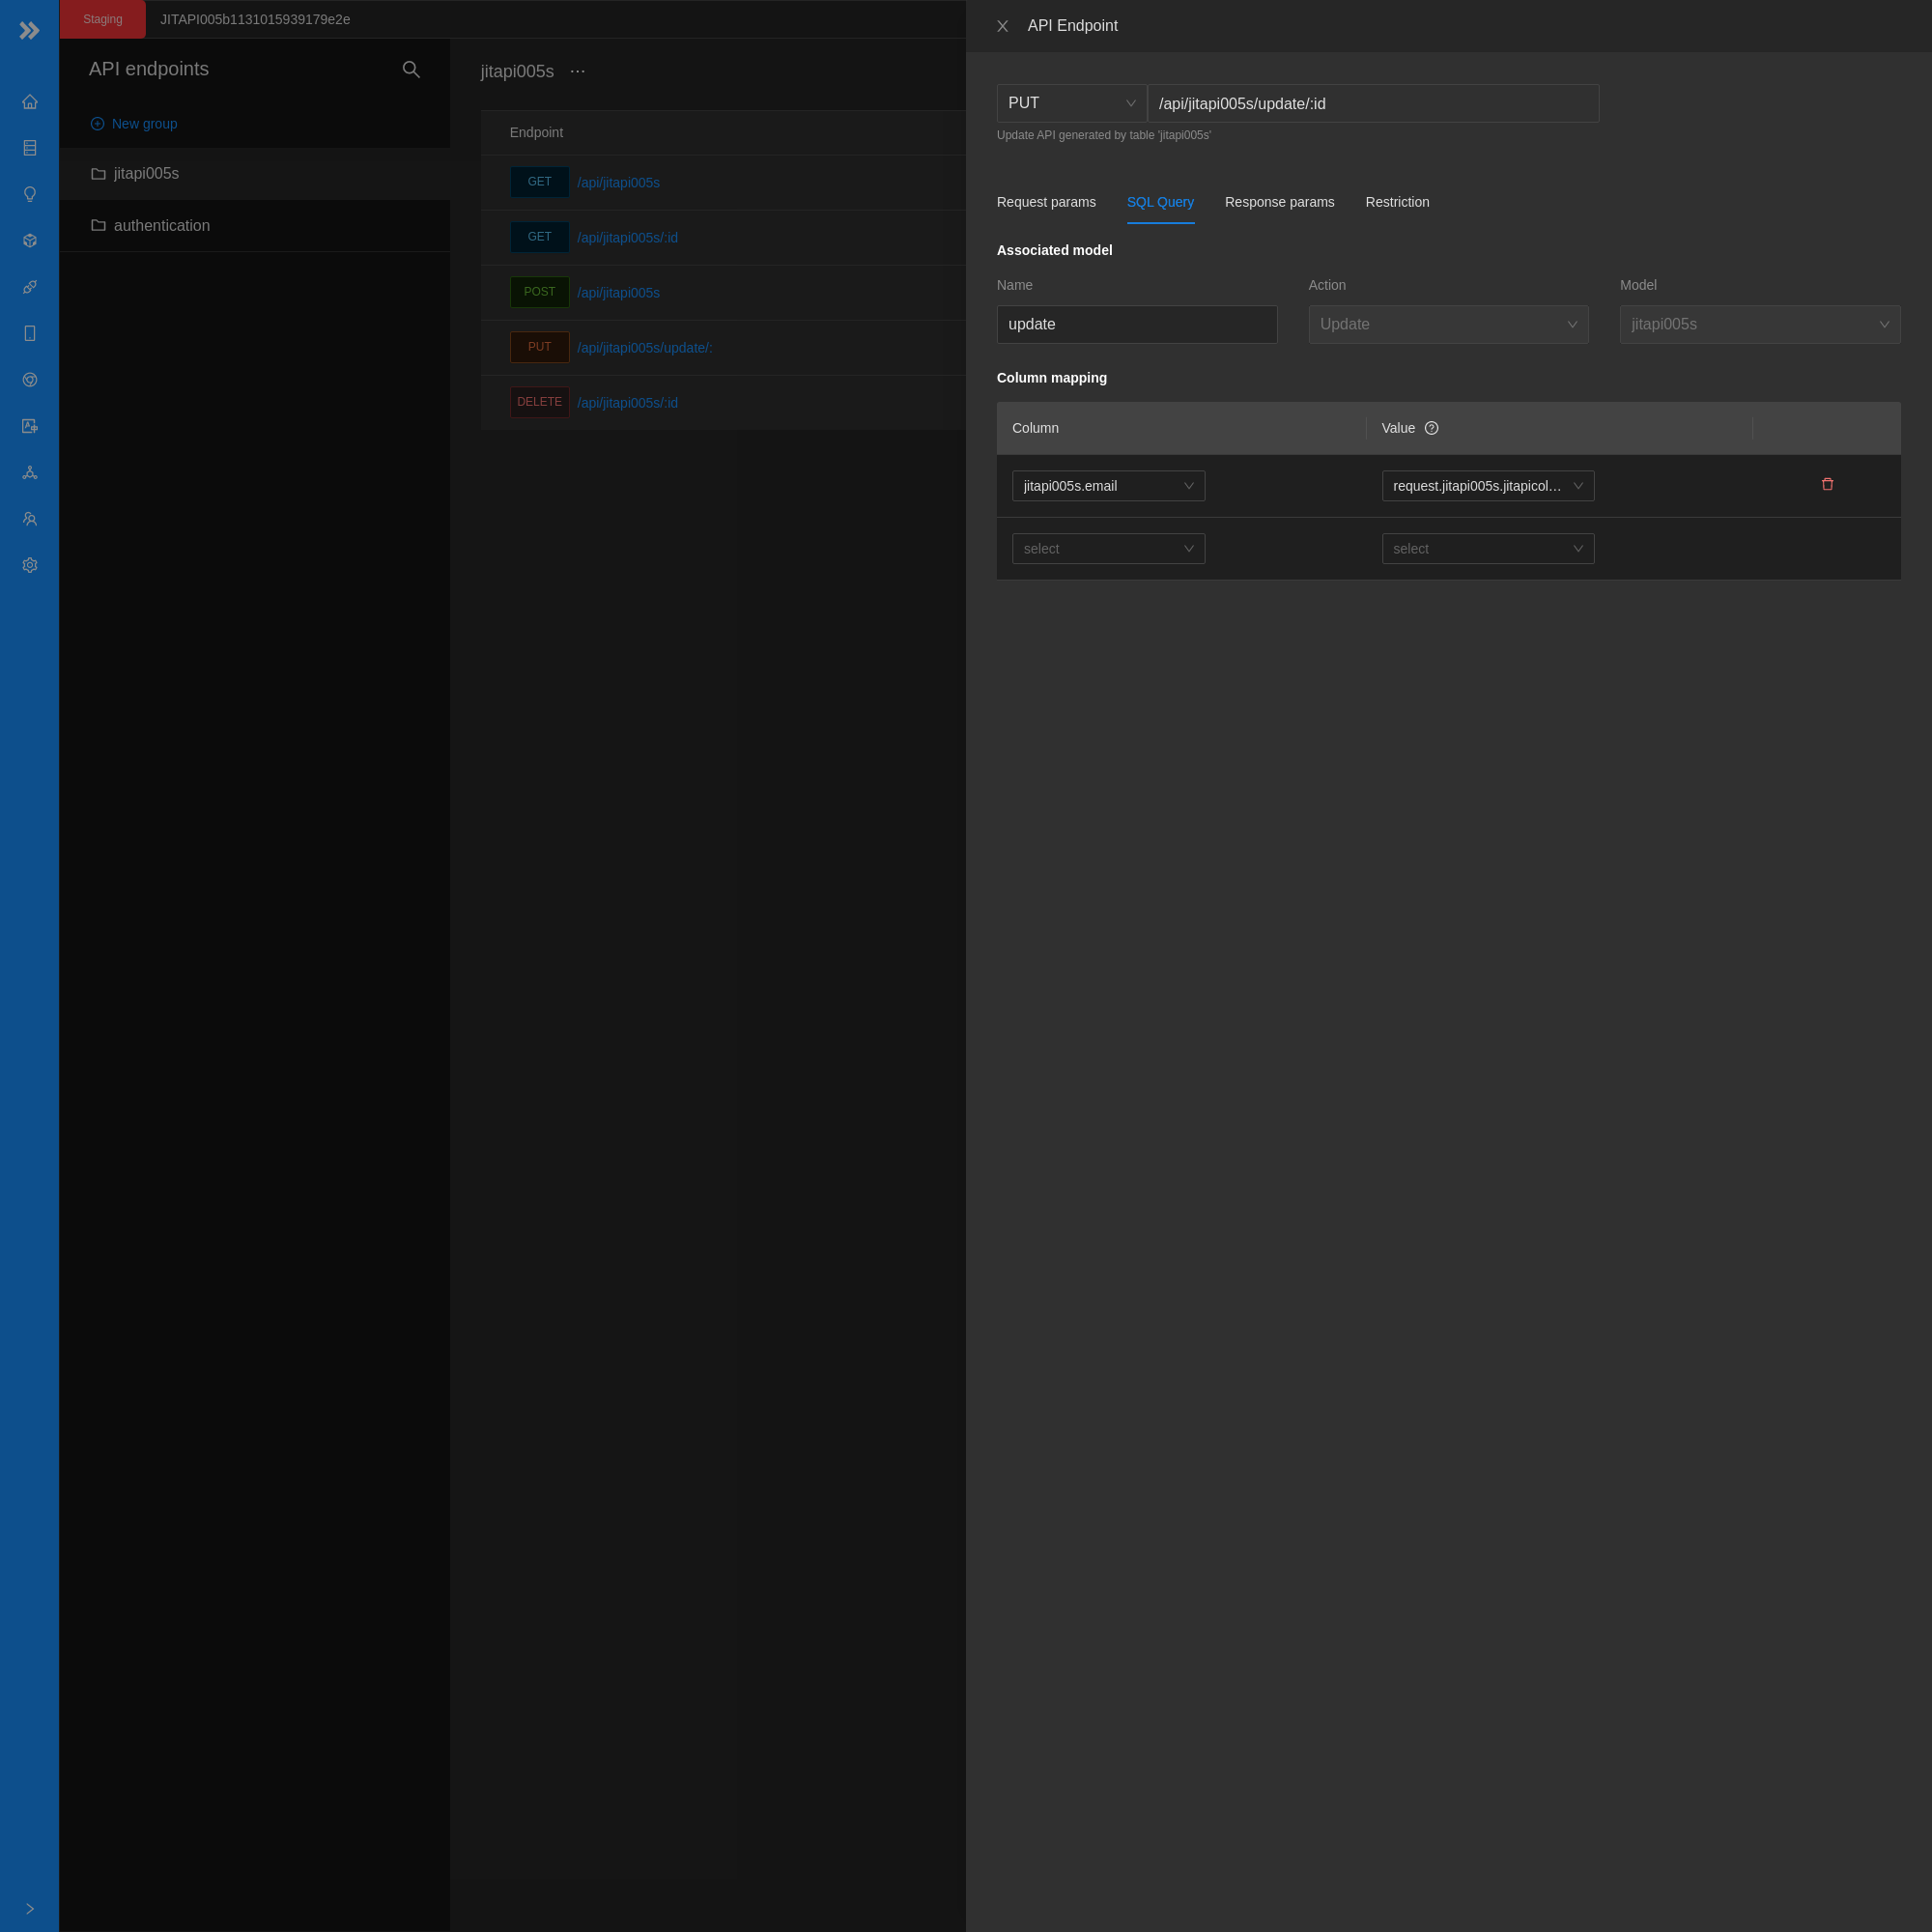 Staging
JITAPI005b1131015939179e2e
API endpoints
New group
jitapi005s
authentication
jitapi005s ···
Endpoint
GET /api/jitapi005s
GET /api/jitapi005s/:id
POST /api/jitapi005s
PUT /api/jitapi005s/update/:
DELETE /api/jitapi005s/:id
API Endpoint
PUT /api/jitapi005s/update/:id
Update API generated by table 'jitapi005s'
Request params SQL Query Response params Restriction
Associated model
Name Action Model
update Update jitapi005s
Column mapping
Column Value
jitapi005s.email request.jitapi005s.jitapicol…
select select